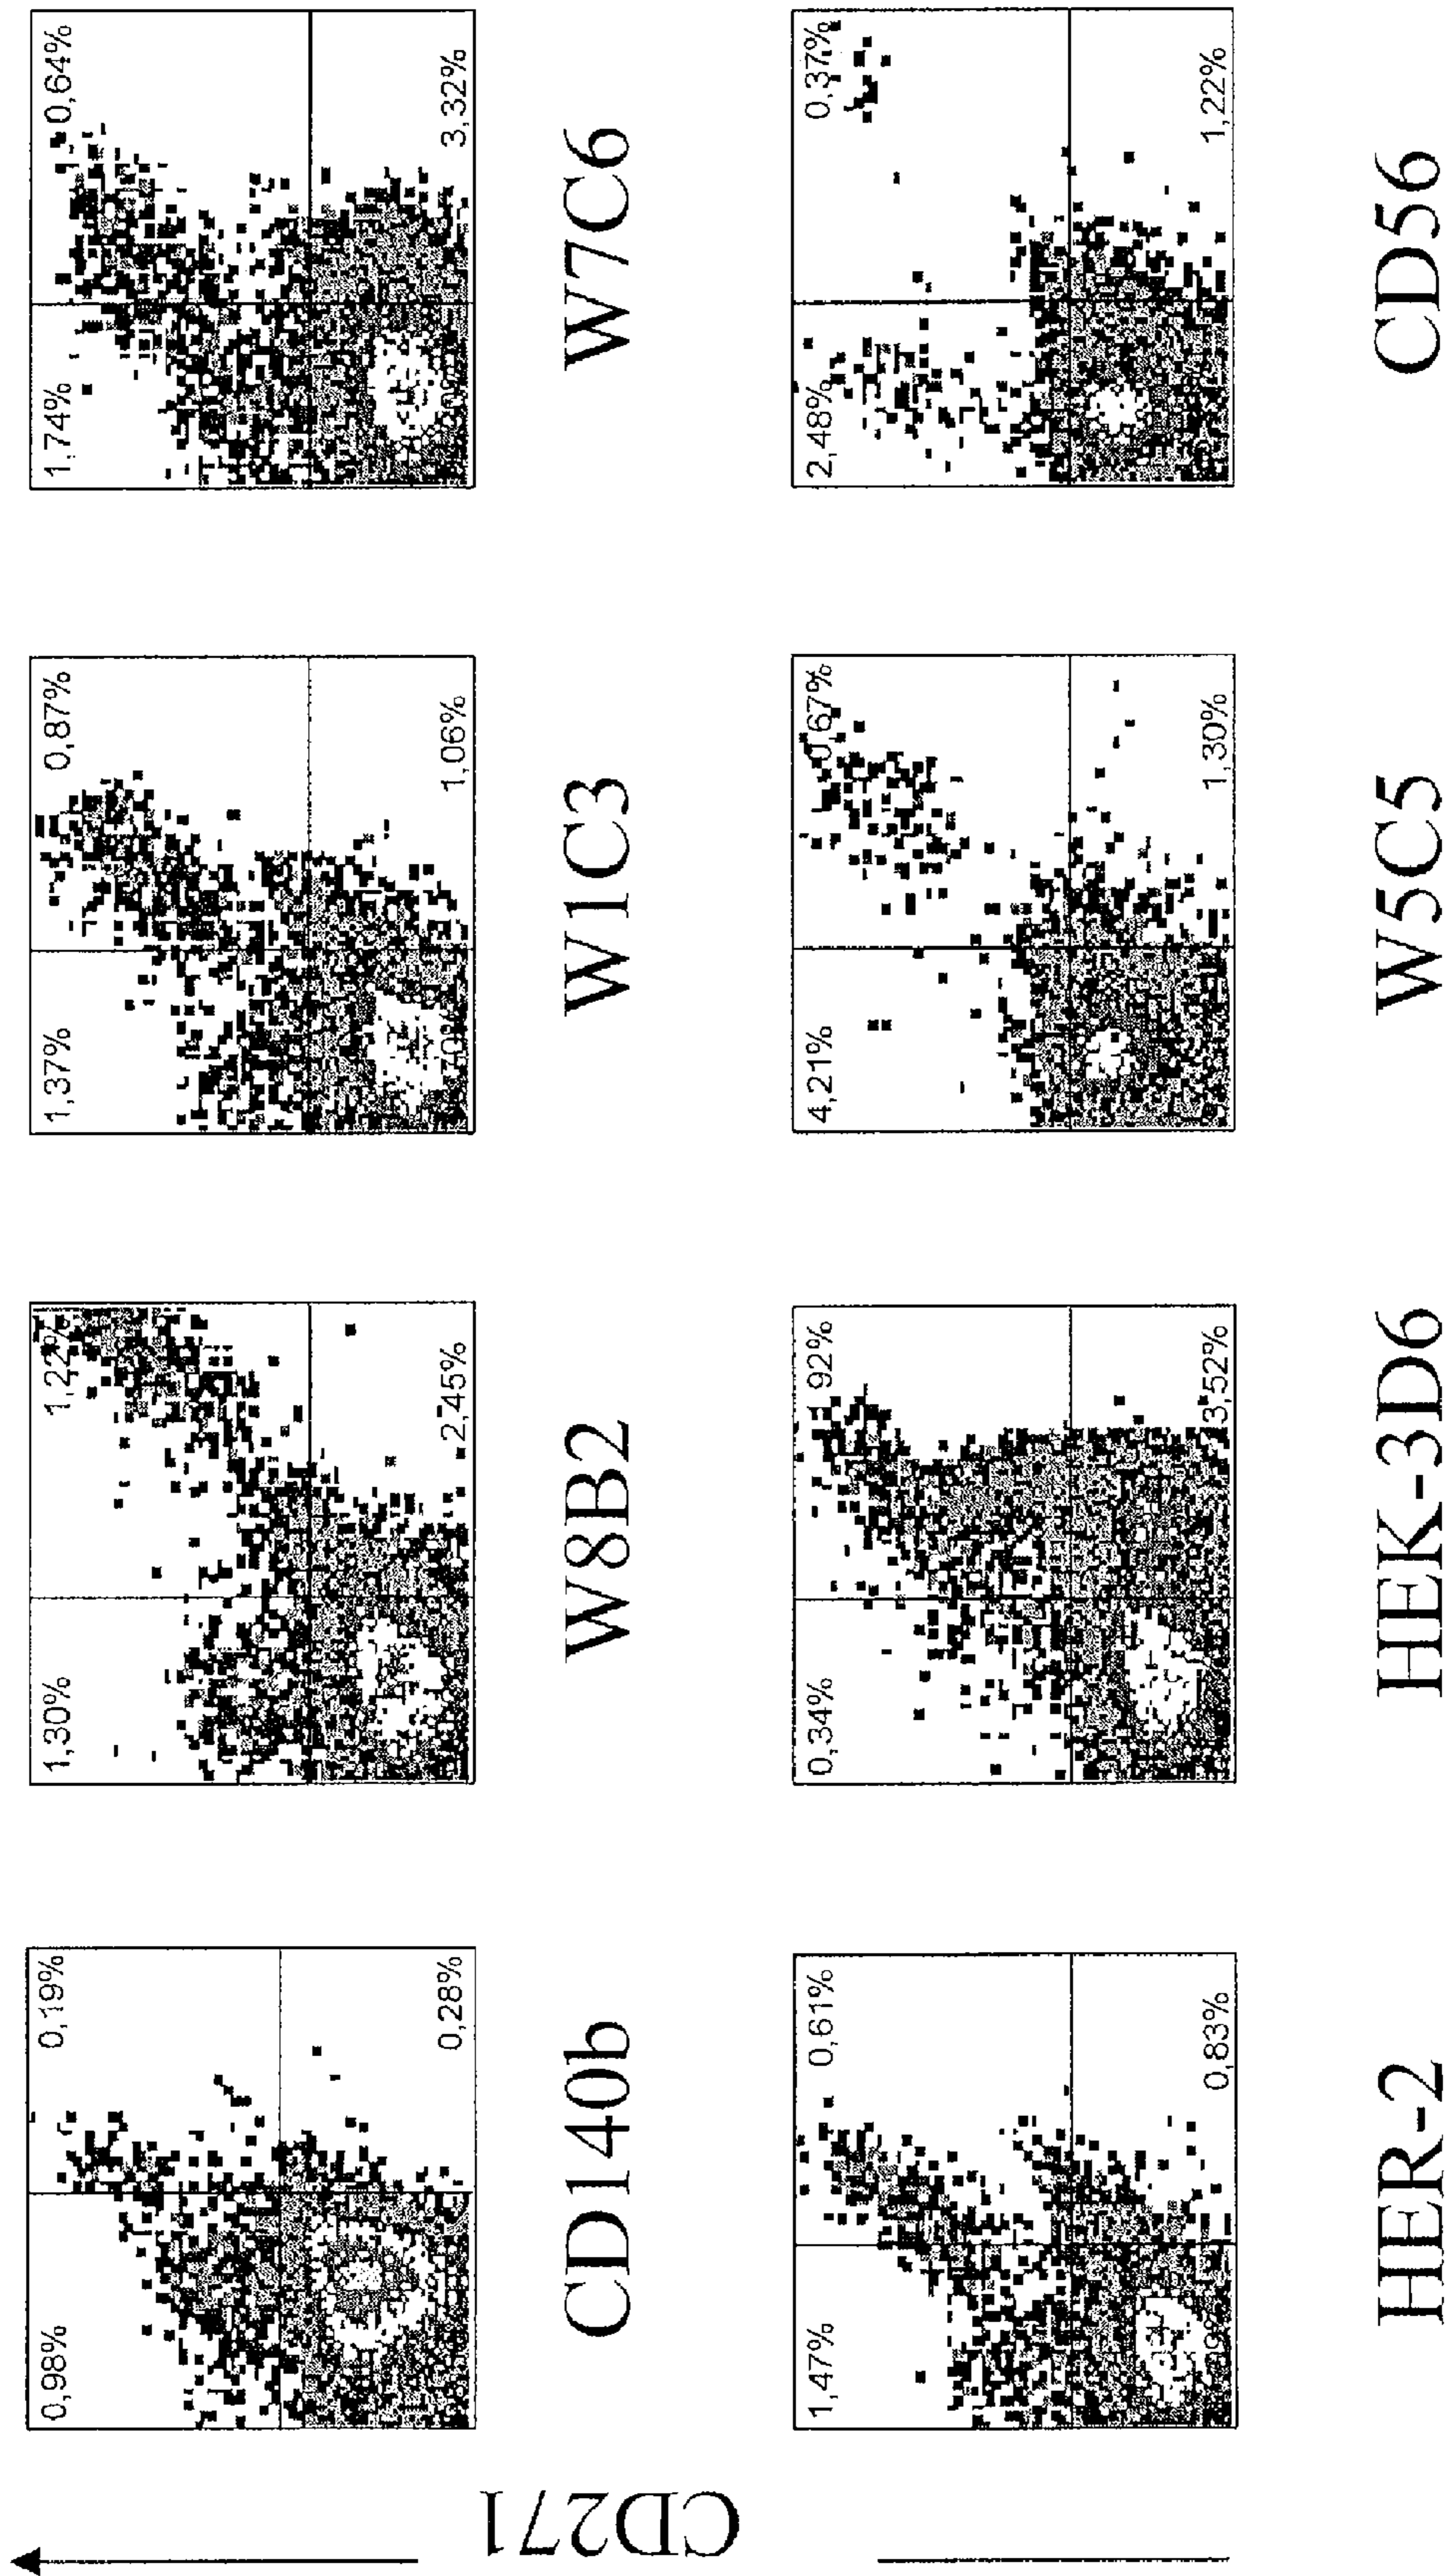 CD271
0,98%
0,19%
0,28%
CD140b
1,30%
1,22%
2,45%
W8B2
1,37%
0,87%
1,06%
W1C3
1,74%
0,64%
3,32%
W7C6
1,47%
0,61%
0,83%
HER-2
0,34%
92%
3,52%
HEK-3D6
4,21%
0,67%
1,30%
W5C5
2,48%
0,37%
1,22%
CD56